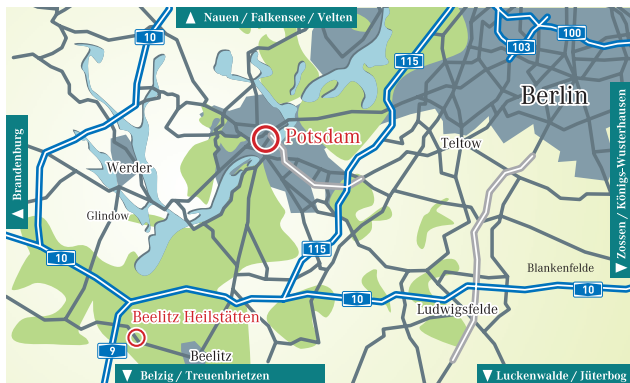 Nauen / Falkensee / Velten
10
100
103
115
Berlin
Potsdam
Teltow
Brandenburg
Zossen / Königs-Wusterhausen
Werder
Glindow
115
10
Blankenfelde
10
10
Beelitz Heilstätten
Ludwigsfelde
9
Beelitz
Belzig / Treuenbrietzen
Luckenwalde / Jüterbog